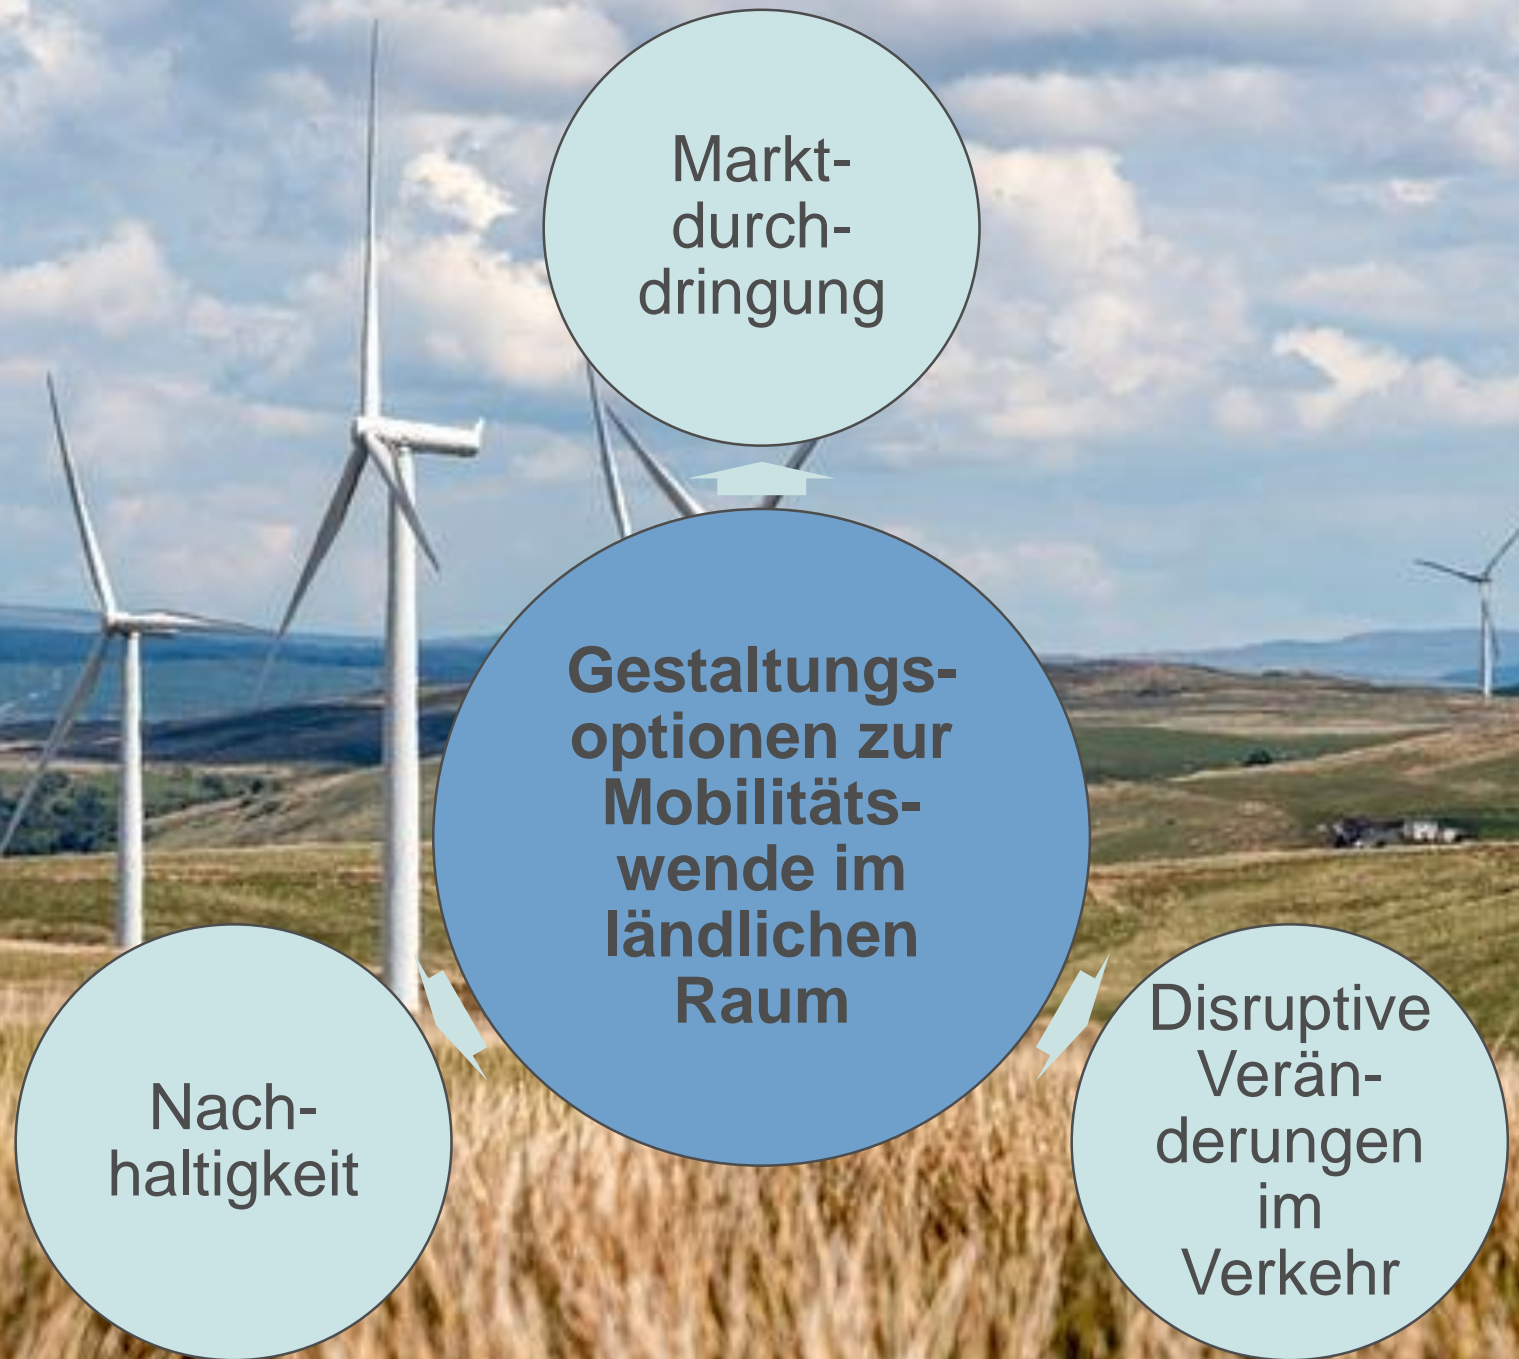 Markt-
durch-
dringung
Gestaltungs-
optionen zur
Mobilitäts-
wende im
ländlichen
Raum
Nach-
haltigkeit
Disruptive
Verän-
derungen
im
Verkehr